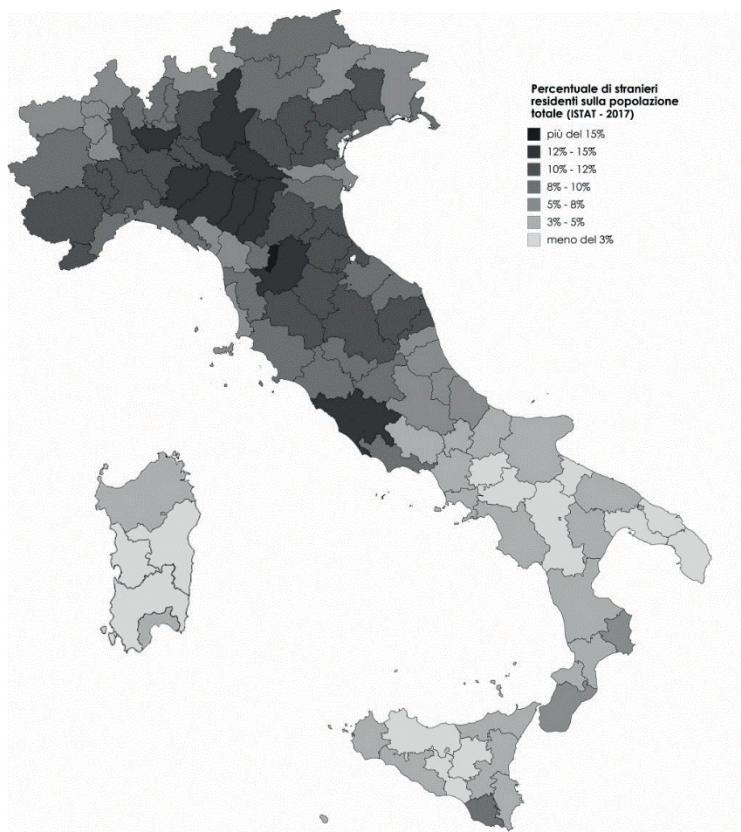 Percentuale di stranieri
residenti sulla popolazione
totale (ISTAT - 2017)
più del 15%
12% - 15%
10% - 12%
8% - 10%
5% - 8%
3% - 5%
meno del 3%